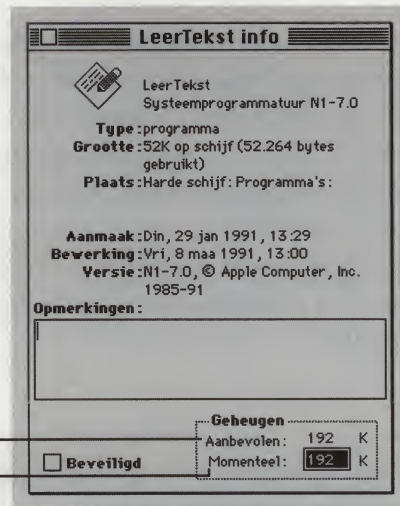 LeerTekst info
LeerTekst
Systeemprogrammatuur N1-7.0
Type: programma
Grootte: 52K op schijf (52.264 bytes
gebruikt)
Plaats: Harde schijf: Programma's:
Aanmaak: Din, 29 jan 1991, 13:29
Bewerking: Vri, 8 maa 1991, 13:00
Versie: N1-7.0, © Apple Computer, Inc.
1985-91
Opmerkingen:
Geheugen
Aanbevolen: 192 K
Beveiligd Momenteel: 192 K